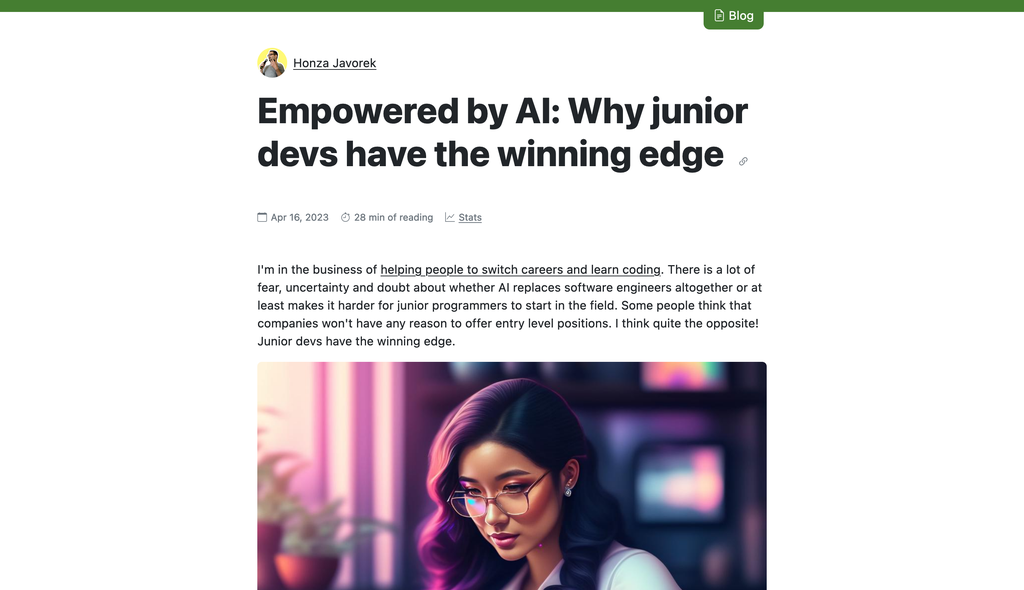 Blog
Honza Javorek
Empowered by AI: Why junior
devs have the winning edge
Apr 16, 2023 28 min of reading Stats
I'm in the business of helping people to switch careers and learn coding. There is a lot of
fear, uncertainty and doubt about whether AI replaces software engineers altogether or at
least makes it harder for junior programmers to start in the field. Some people think that
companies won't have any reason to offer entry level positions. I think quite the opposite!
Junior devs have the winning edge.